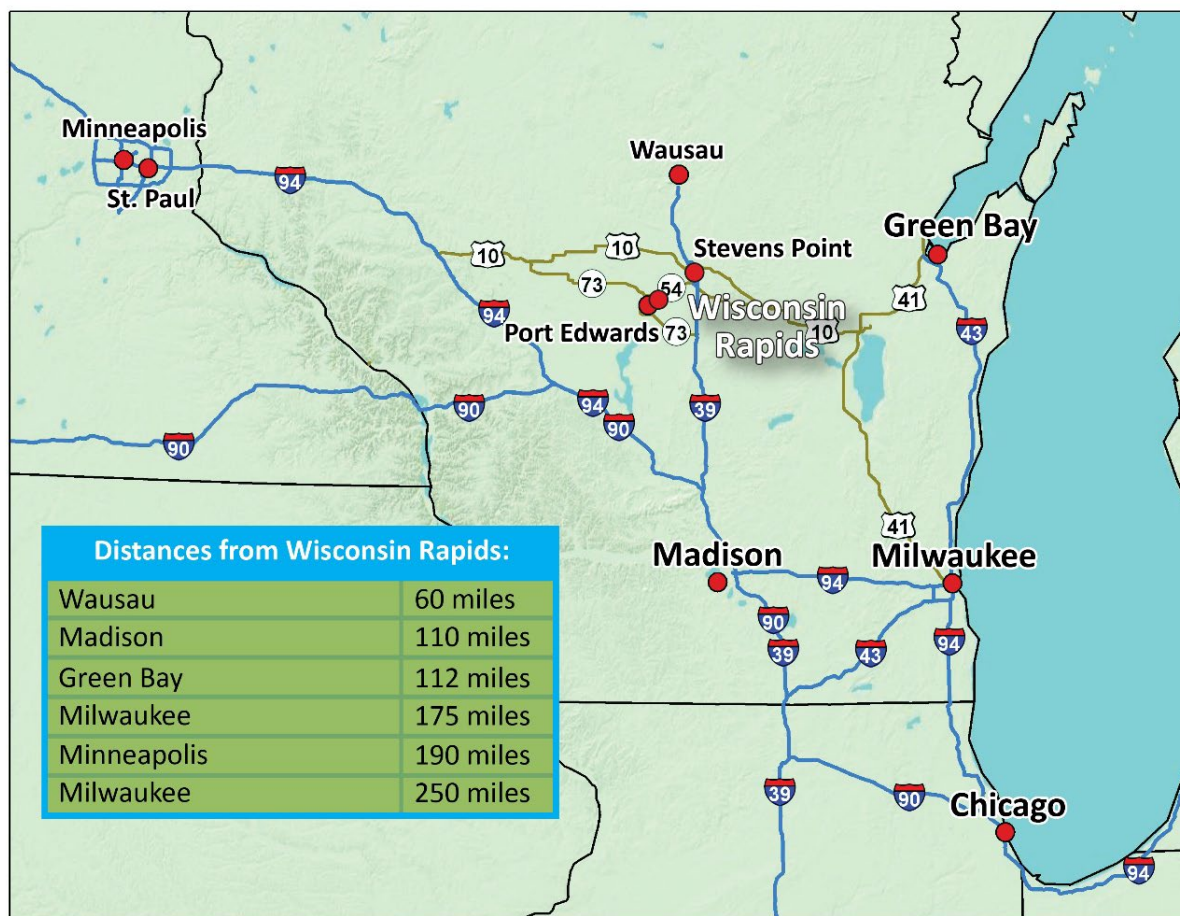 Minneapolis
St. Paul
94
Wausau
Green Bay
10
10
Stevens Point
73
54
Wisconsin
Rapids
41
Port Edwards
73
10
94
43
90
94
90
39
90
41
Distances from Wisconsin Rapids:
Wausau 60 miles
Madison 110 miles
Green Bay 112 miles
Milwaukee 175 miles
Minneapolis 190 miles
Milwaukee 250 miles
Madison
Milwaukee
94
90
39
43
94
39
90
Chicago
94